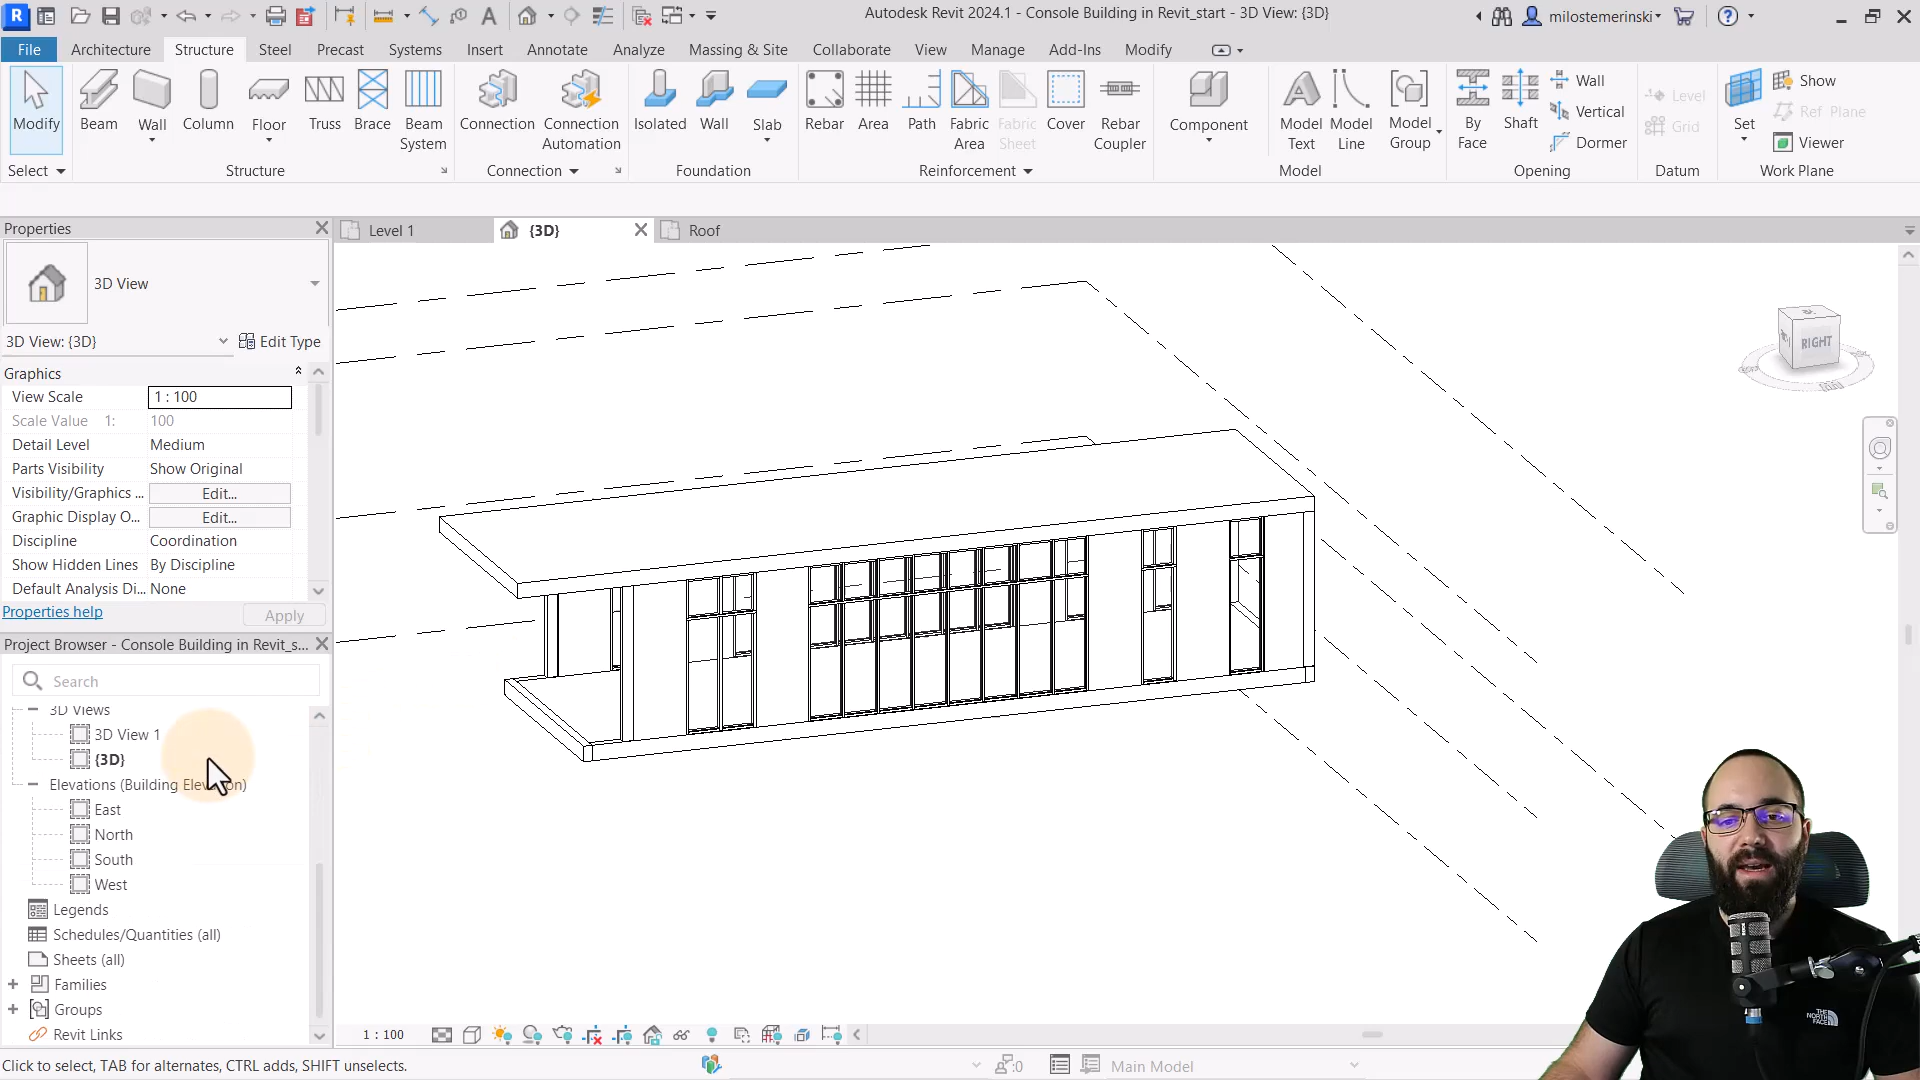 Autodesk Revit 2024.1 - Console Building in Revit_start - 3D View: {3D}
milostemerinski
File Architecture Structure Steel Precast Systems Insert Annotate Analyze Massing & Site Collaborate View Manage Add-Ins Modify
Modify
Beam
Wall
Column
Floor
Truss
Brace
Beam
System
Connection
Connection
Automation
Isolated
Wall
Slab
Rebar
Area
Path
Fabric
Area
Fabric
Sheet
Cover
Rebar
Coupler
Component
Model
Text
Model
Line
Model
Group
By
Face
Shaft
Wall
Vertical
Dormer
Level
Grid
Set
Show
Ref Plane
Viewer
Select Structure Connection Foundation Reinforcement Model Opening Datum Work Plane
Properties
3D View
3D View: {3D}
Edit Type
Graphics
View Scale 1 : 100
Scale Value 1: 100
Detail Level Medium
Parts Visibility Show Original
Visibility/Graphics ... Edit...
Graphic Display O... Edit...
Discipline Coordination
Show Hidden Lines By Discipline
Default Analysis Di... None
Properties help Apply
Project Browser - Console Building in Revit_s...
Search
3D Views
3D View 1
{3D}
Elevations (Building Elevation)
East
North
South
West
Legends
Schedules/Quantities (all)
Sheets (all)
Families
Groups
Revit Links
Level 1
{3D}
Roof
RIGHT
1 : 100
Click to select, TAB for alternates, CTRL adds, SHIFT unselects.
:0
Main Model
THE
NORTH
FACE